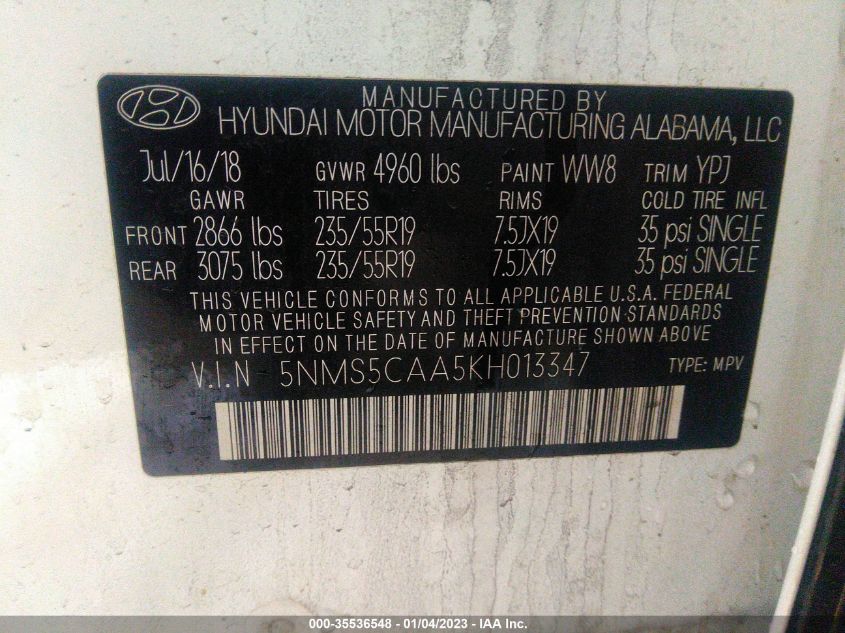 MANUFACTURED BY
HYUNDAI MOTOR MANUFACTURING ALABAMA, LLC
Jul/16/18 GVWR 4960 lbs PAINT WW8 TRIM YPJ
GAWR TIRES RIMS COLD TIRE INFL
FRONT 2866 lbs 235/55R19 7.5JX19 35 psi SINGLE
REAR 3075 lbs 235/55R19 7.5JX19 35 psi SINGLE
THIS VEHICLE CONFORMS TO ALL APPLICABLE U.S.A. FEDERAL
MOTOR VEHICLE SAFETY AND THEFT PREVENTION STANDARDS
IN EFFECT ON THE DATE OF MANUFACTURE SHOWN ABOVE.
V.I.N 5NMS5CAA5KH013347 TYPE: MPV
000-35536548 - 01/04/2023 - IAA Inc.